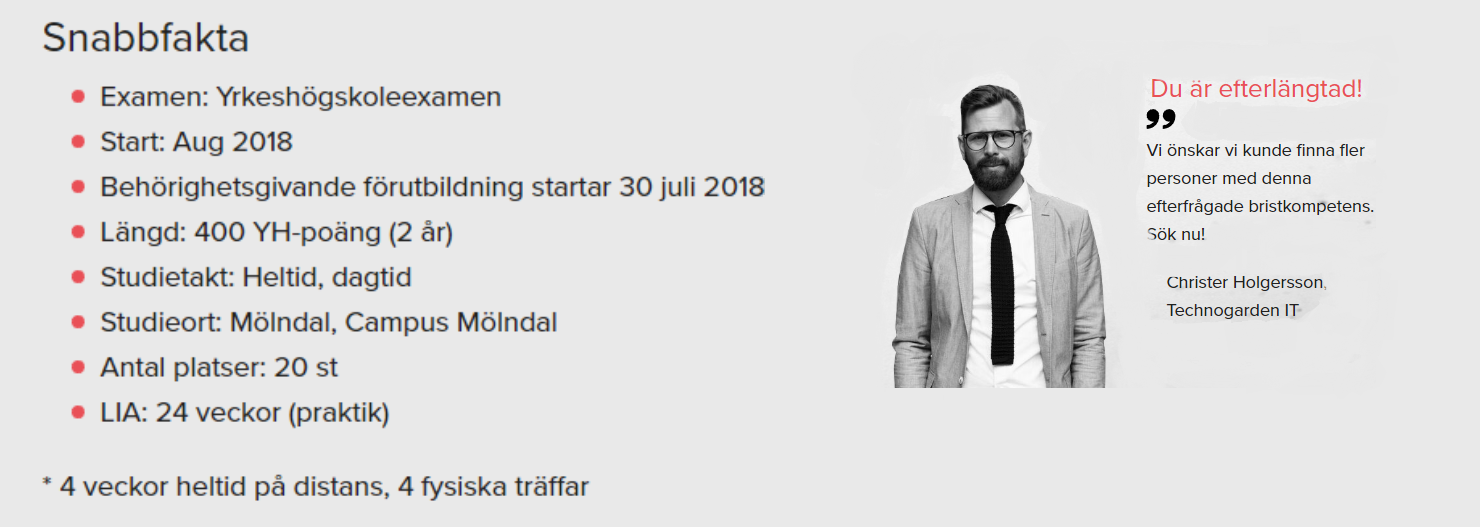 Snabbfakta
Examen: Yrkeshögskoleexamen
Start: Aug 2018
Behörighetsgivande förutbildning startar 30 juli 2018
Längd: 400 YH-poäng (2 år)
Studietakt: Heltid, dagtid
Studieort: Mölndal, Campus Mölndal
Antal platser: 20 st
LIA: 24 veckor (praktik)
* 4 veckor heltid på distans, 4 fysiska träffar
Du är efterlängtad!
”
Vi önskar vi kunde finna fler
personer med denna
efterfrågade bristkompetens.
Sök nu!
Christer Holgersson,
Technogarden IT